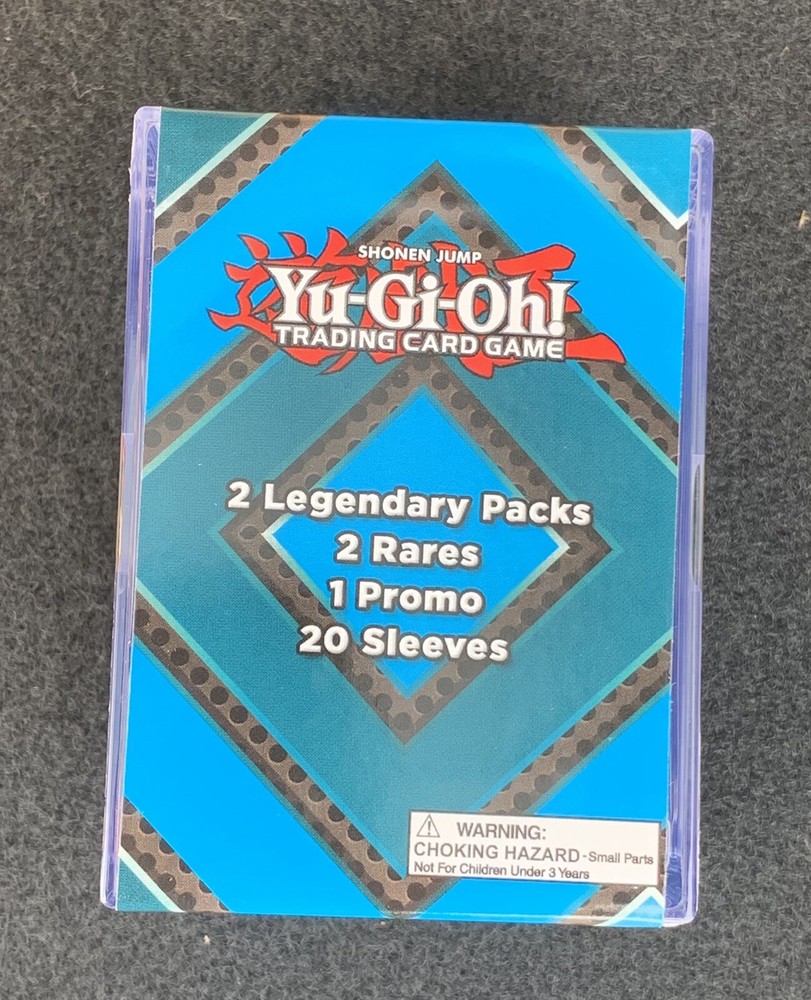 SHONEN JUMP
Yu-Gi-Oh!
TRADING CARD GAME
2 Legendary Packs
2 Rares
1 Promo
20 Sleeves
WARNING:
CHOKING HAZARD - Small Parts
Not For Children Under 3 Years